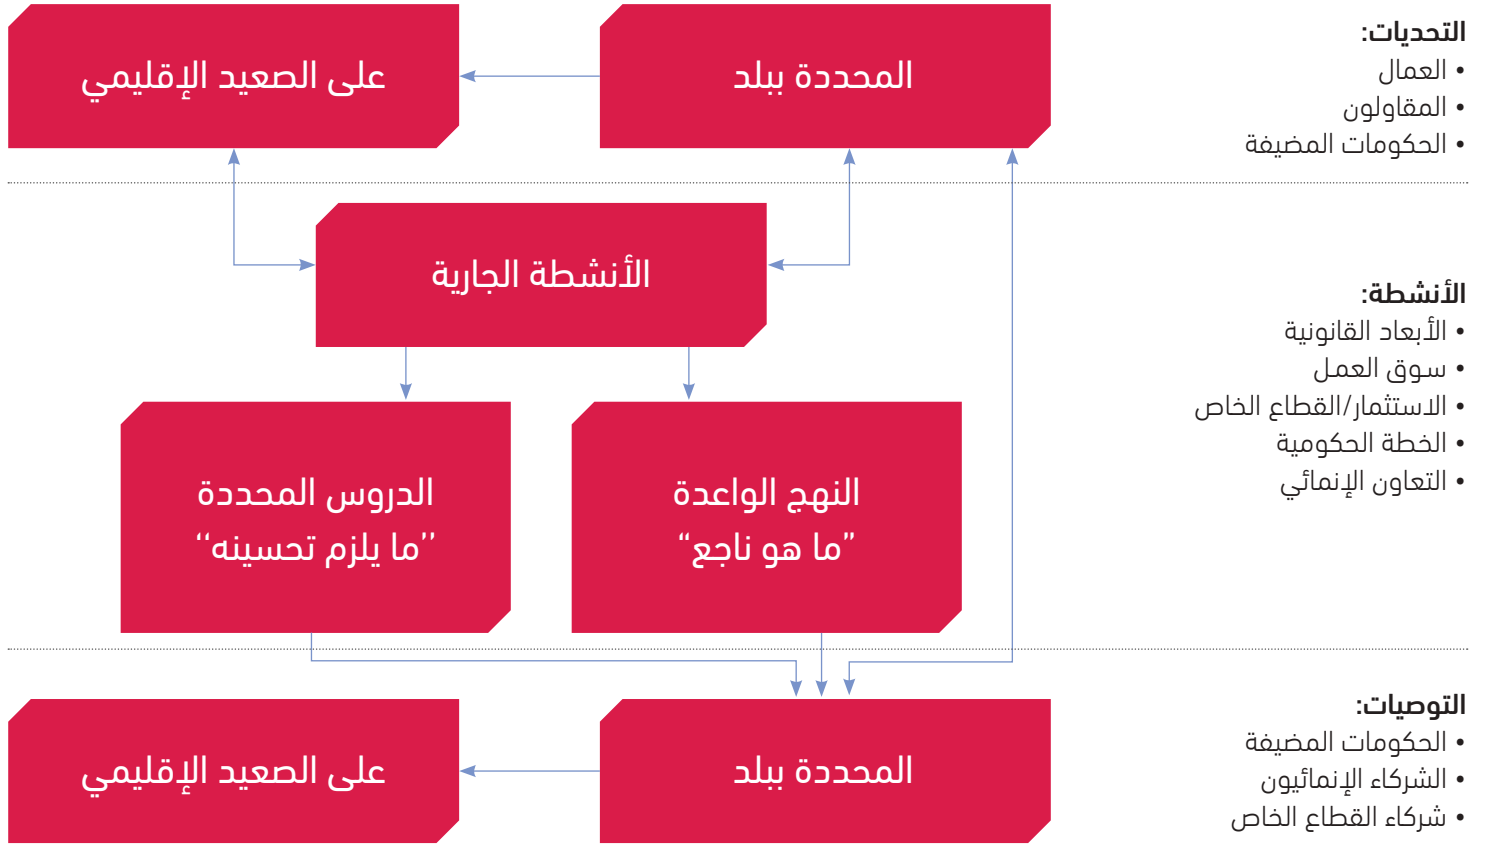 التحديات:
• العمال
• المقاولون
• الحكومات المضيفة
المحددة ببلد
على الصعيد الإقليمي
الأنشطة:
• الأبعاد القانونية
• سوق العمل
• الاستثمار/القطاع الخاص
• الخطة الحكومية
• التعاون الإنمائي
الأنشطة الجارية
النهج الواعدة
”ما هو ناجع“
الدروس المحددة
’’ما يلزم تحسينه‘‘
التوصيات:
• الحكومات المضيفة
• الشركاء الإنمائيون
• شركاء القطاع الخاص
المحددة ببلد
على الصعيد الإقليمي